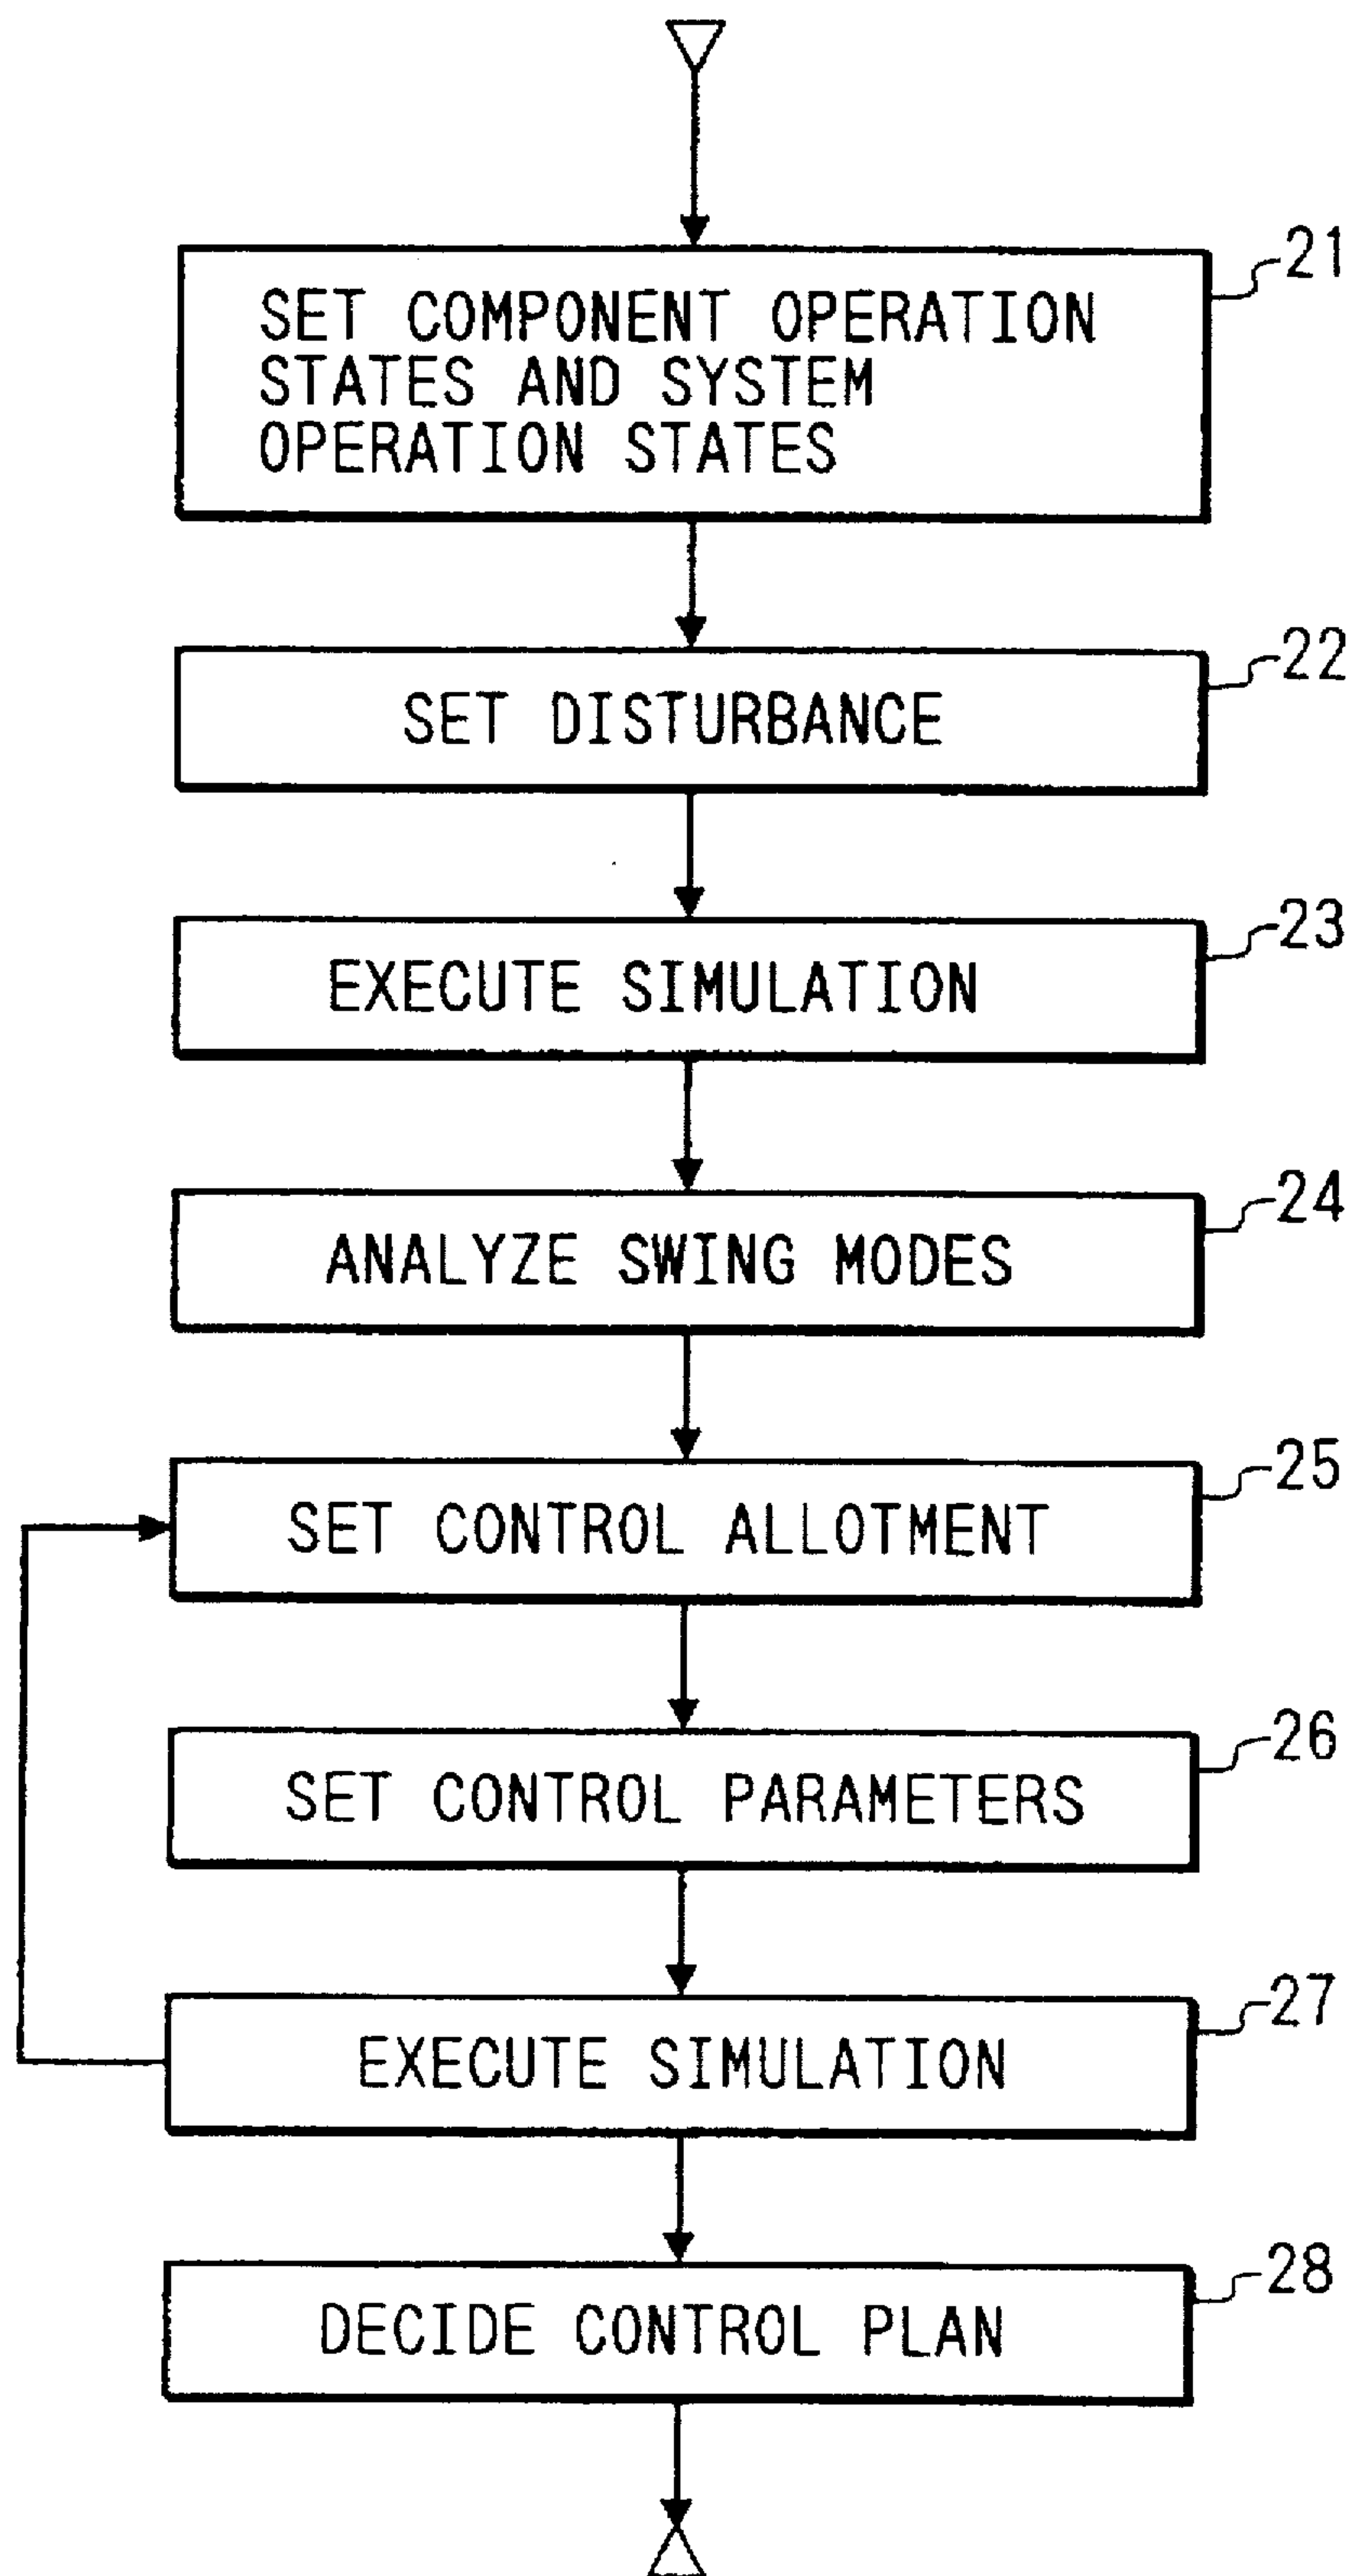 21
SET COMPONENT OPERATION
STATES AND SYSTEM
OPERATION STATES
22
SET DISTURBANCE
23
EXECUTE SIMULATION
24
ANALYZE SWING MODES
25
SET CONTROL ALLOTMENT
26
SET CONTROL PARAMETERS
27
EXECUTE SIMULATION
28
DECIDE CONTROL PLAN